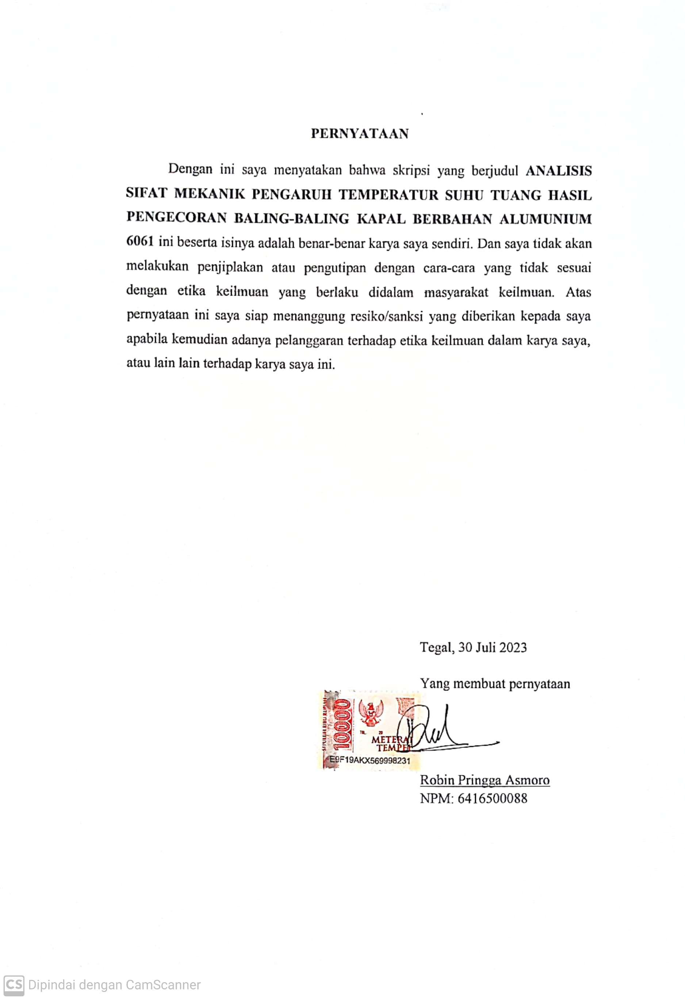 PERNYATAAN
Dengan ini saya menyatakan bahwa skripsi yang berjudul ANALISIS
SIFAT MEKANIK PENGARUH TEMPERATUR SUHU TUANG HASIL
PENGECORAN BALING-BALING KAPAL BERBAHAN ALUMUNIUM
6061 ini beserta isinya adalah benar-benar karya saya sendiri. Dan saya tidak akan
melakukan penjiplakan atau pengutipan dengan cara-cara yang tidak sesuai
dengan etika keilmuan yang berlaku didalam masyarakat keilmuan. Atas
pernyataan ini saya siap menanggung resiko/sanksi yang diberikan kepada saya
apabila kemudian adanya pelanggaran terhadap etika keilmuan dalam karya saya,
atau lain lain terhadap karya saya ini.
Tegal, 30 Juli 2023
Yang membuat pernyataan
10000
TGL. 20
METERAI
TEMPEL
E9F19AKX569998231
Robin Pringga Asmoro
NPM: 6416500088
CS Dipindai dengan CamScanner